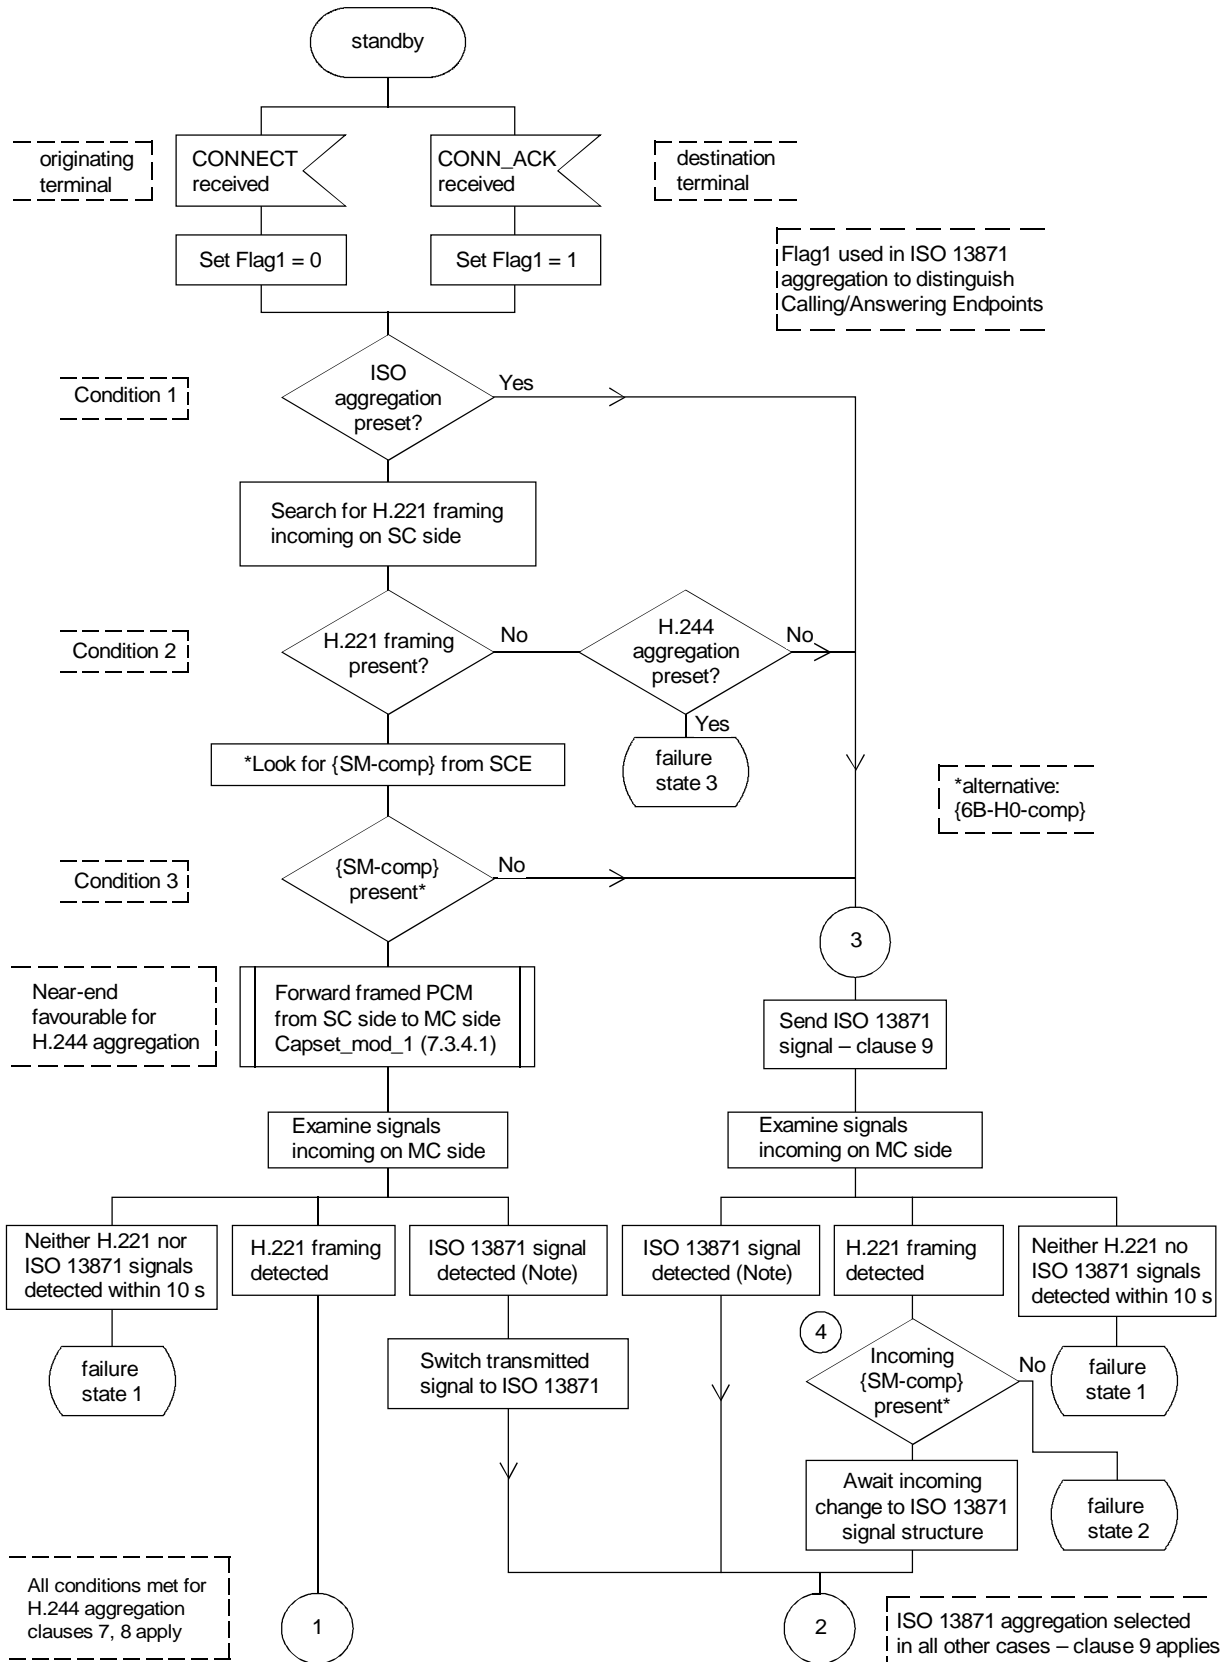 standby
originating
terminal
CONNECT
received
CONN_ACK
received
destination
terminal
Set Flag1 = 0
Set Flag1 = 1
Flag1 used in ISO 13871
aggregation to distinguish
Calling/Answering Endpoints
Condition 1
ISO
aggregation
preset?
Yes
Search for H.221 framing
incoming on SC side
Condition 2
H.221 framing
present?
No
H.244
aggregation
preset?
No
Yes
*Look for {SM-comp} from SCE
failure
state 3
*alternative:
{6B-H0-comp}
Condition 3
{SM-comp}
present*
No
3
Near-end
favourable for
H.244 aggregation
Forward framed PCM
from SC side to MC side
Capset_mod_1 (7.3.4.1)
Send ISO 13871
signal – clause 9
Examine signals
incoming on MC side
Examine signals
incoming on MC side
Neither H.221 nor
ISO 13871 signals
detected within 10 s
H.221 framing
detected
ISO 13871 signal
detected (Note)
ISO 13871 signal
detected (Note)
H.221 framing
detected
Neither H.221 no
ISO 13871 signals
detected within 10 s
failure
state 1
Switch transmitted
signal to ISO 13871
4
Incoming
{SM-comp}
present*
No
failure
state 1
Await incoming
change to ISO 13871
signal structure
failure
state 2
All conditions met for
H.244 aggregation
clauses 7, 8 apply
1
2
ISO 13871 aggregation selected
in all other cases – clause 9 applies